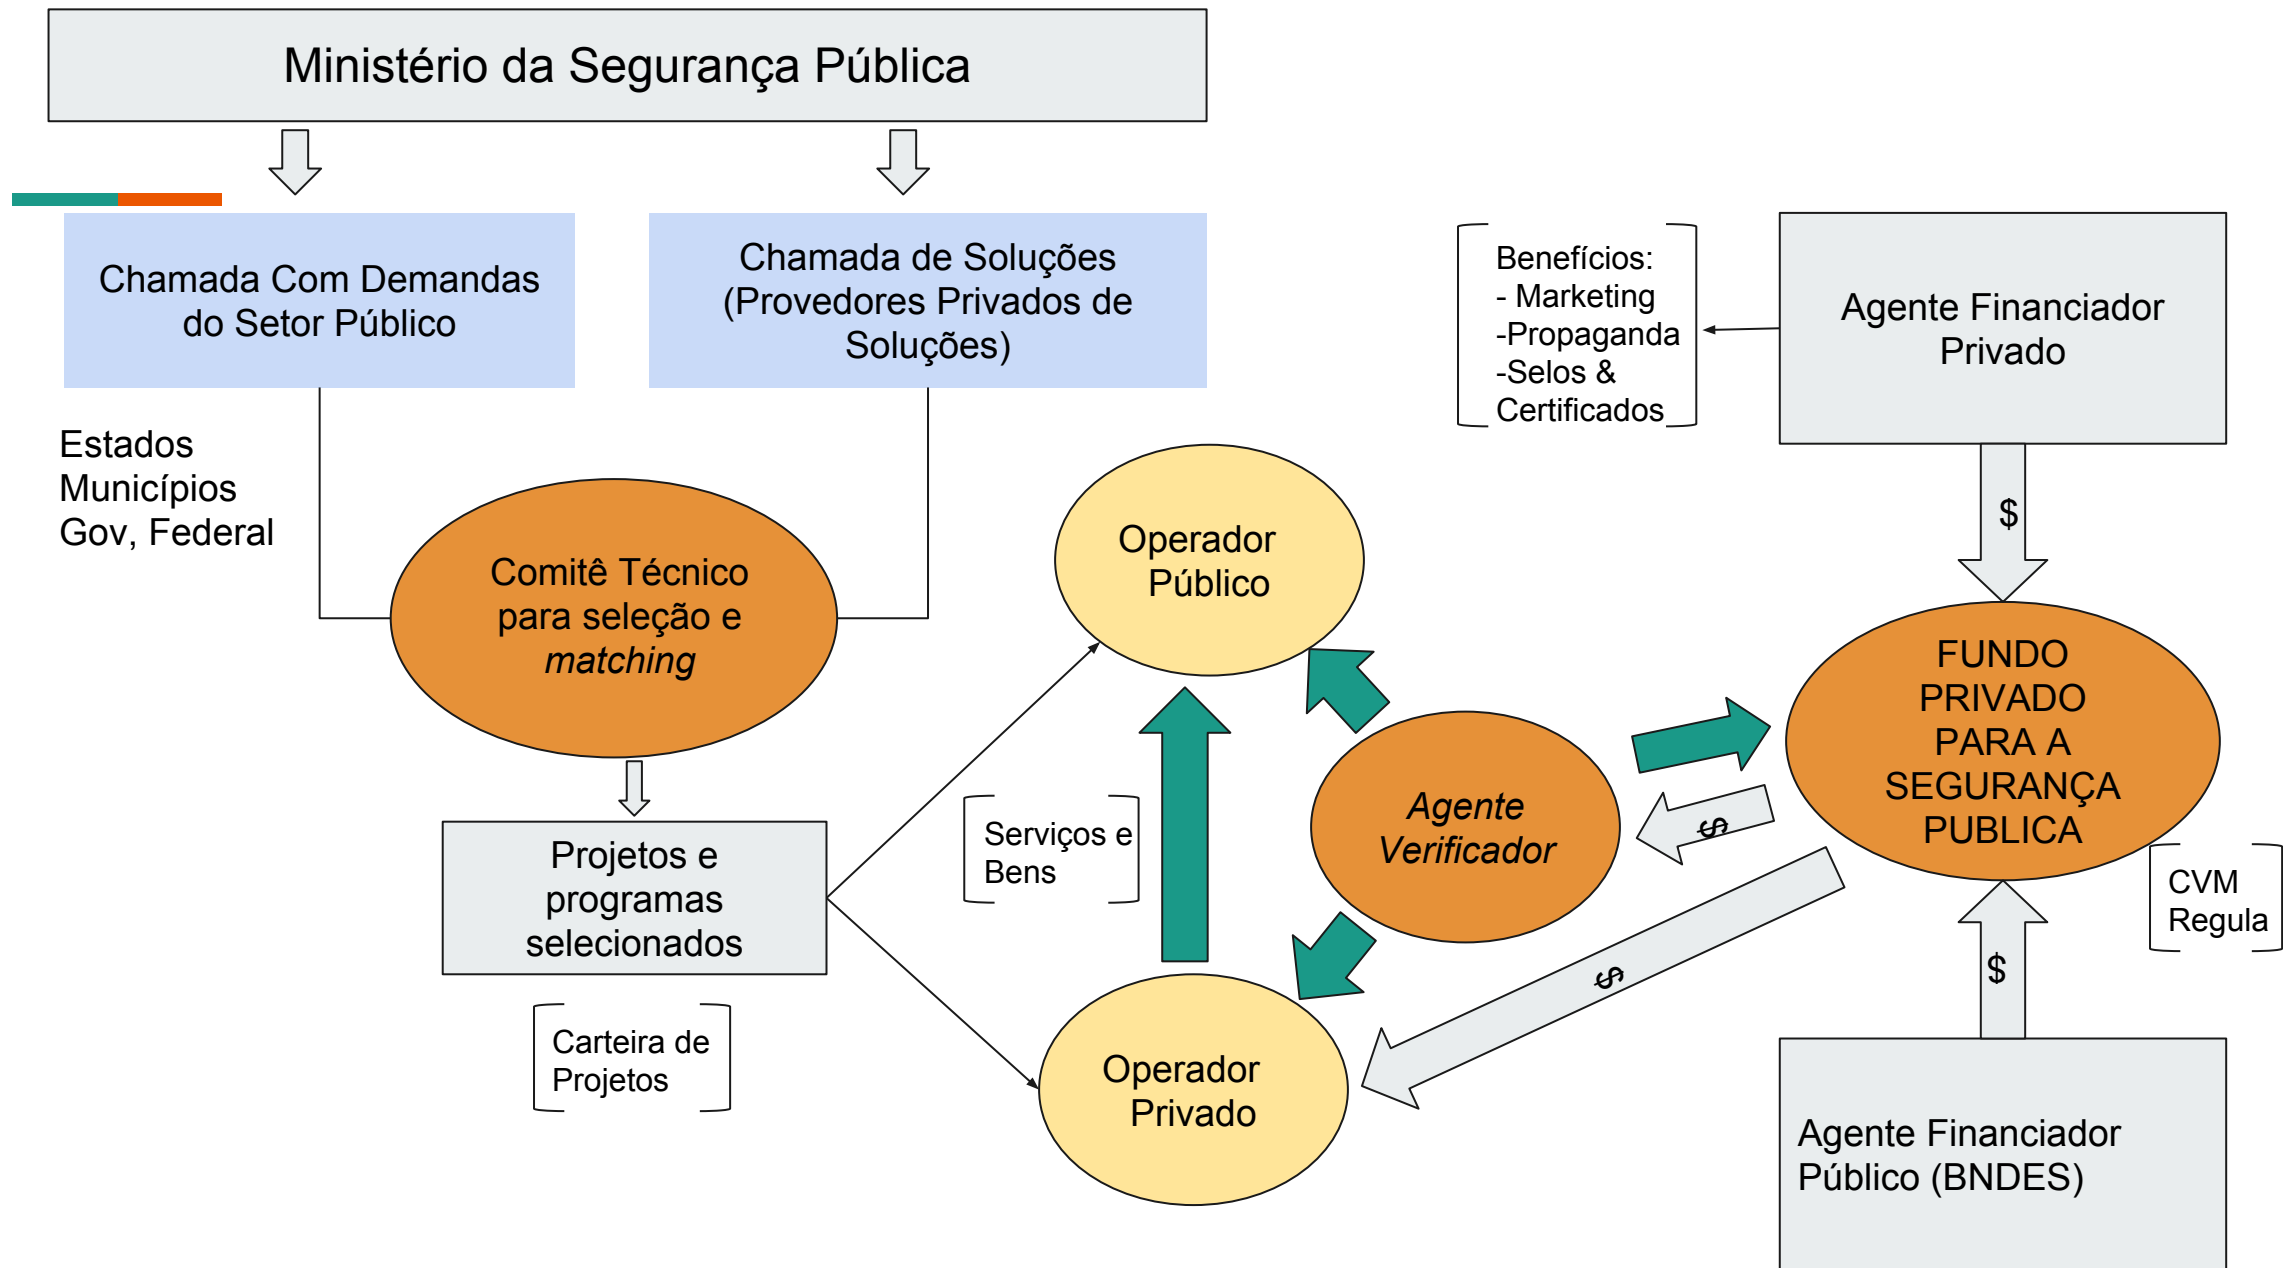 Ministério da Segurança Pública
Chamada Com Demandas
do Setor Público
Chamada de Soluções
(Provedores Privados de
Soluções)
Benefícios:
- Marketing
-Propaganda
-Selos &
Certificados
Agente Financiador
Privado
Estados
Municípios
Gov, Federal
Comitê Técnico
para seleção e
matching
Operador
Público
$
FUNDO
PRIVADO
PARA A
SEGURANÇA
PUBLICA
Agente
Verificador
$
Serviços e
Bens
Projetos e
programas
selecionados
CVM
Regula
$
$
Carteira de
Projetos
Operador
Privado
Agente Financiador
Público (BNDES)